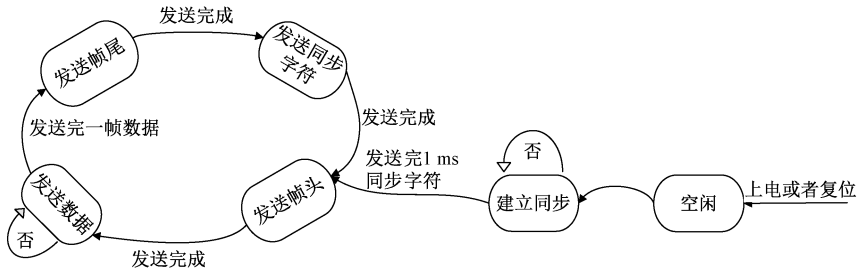 发送完成
发送帧尾
发送同步
字符
发送完一帧数据
发送完成
发送完1 ms
同步字符
否
发送数据
发送帧头
建立同步
空闲
上电或者复位
否
发送完成